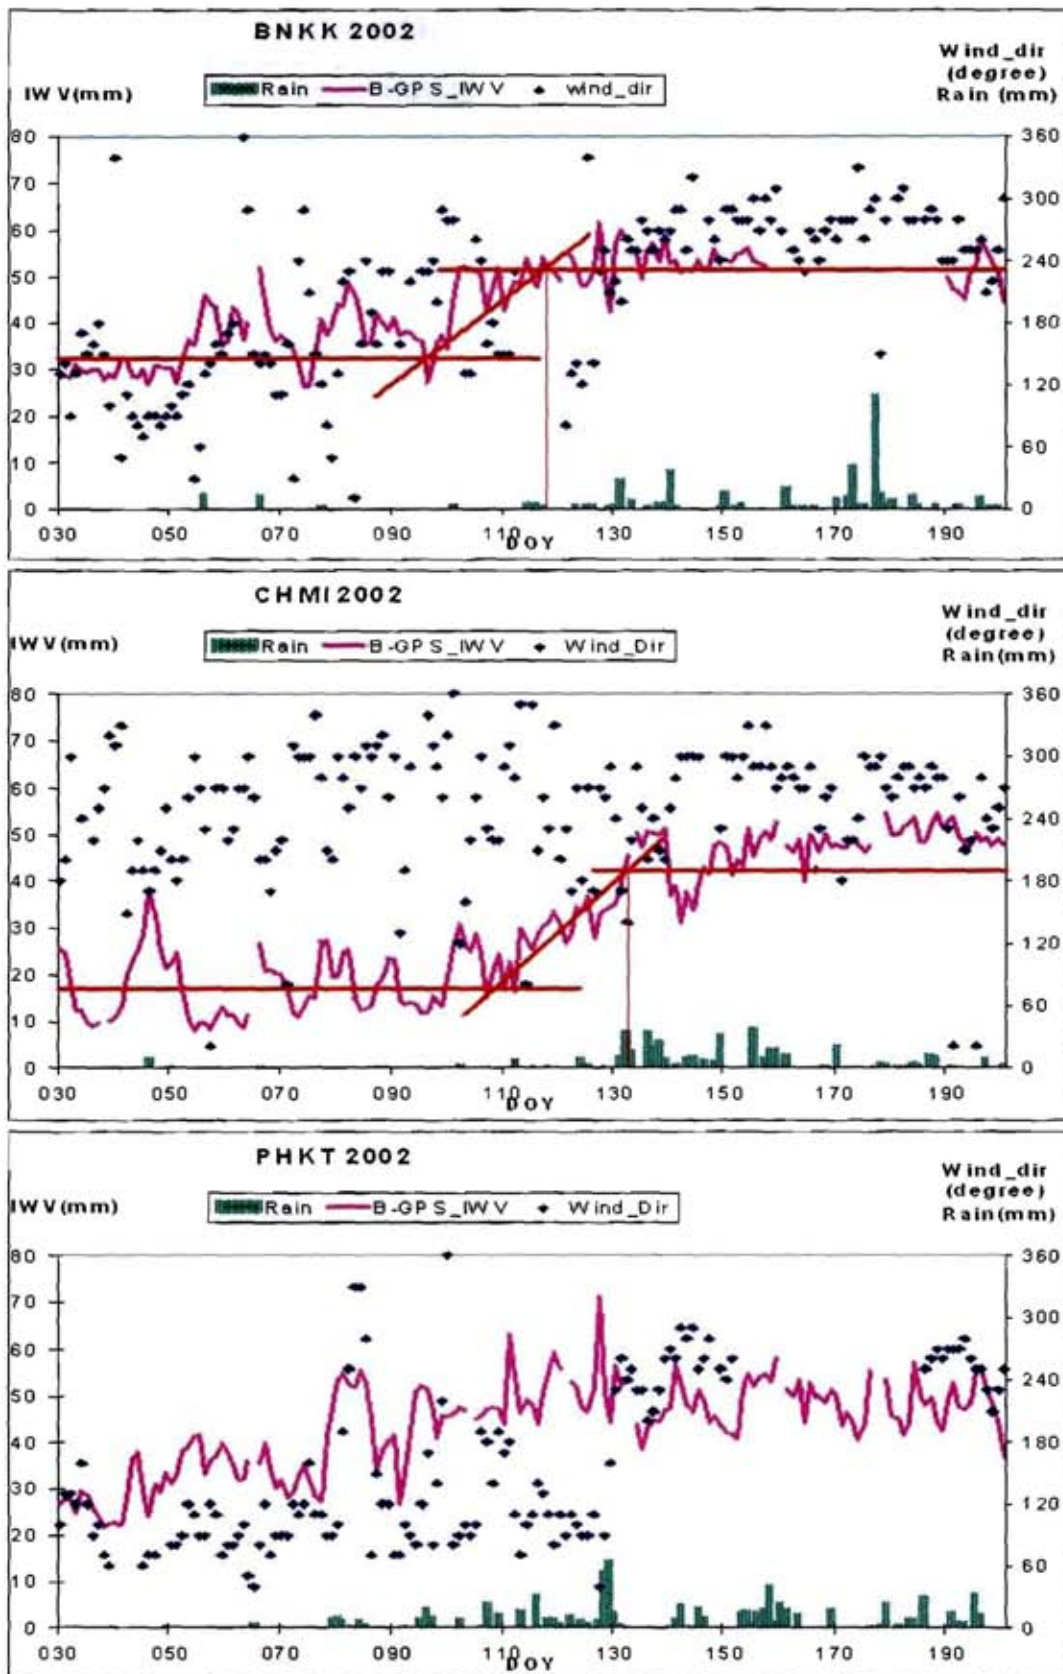 BNKK 2002
Wind_dir
(degree)
IWV(mm) Rain (mm)
Rain B-GPS_IWV wind_dir
80 360
70 300
60
50 240
40 180
30 120
20
10 60
0 0
030 050 070 090 110 130 150 170 190
DOY
CHMI 2002
Wind_dir
(degree)
IWV(mm) Rain(mm)
Rain B-GPS_IWV Wind_Dir
80 360
70 300
60
50 240
40 180
30 120
20
10 60
0 0
030 050 070 090 110 130 150 170 190
DOY
PHKT 2002
Wind_dir
(degree)
IWV(mm) Rain(mm)
Rain B-GPS_IWV Wind_Dir
80 360
70 300
60
50 240
40 180
30 120
20
10 60
0 0
030 050 070 090 110 130 150 170 190
DOY